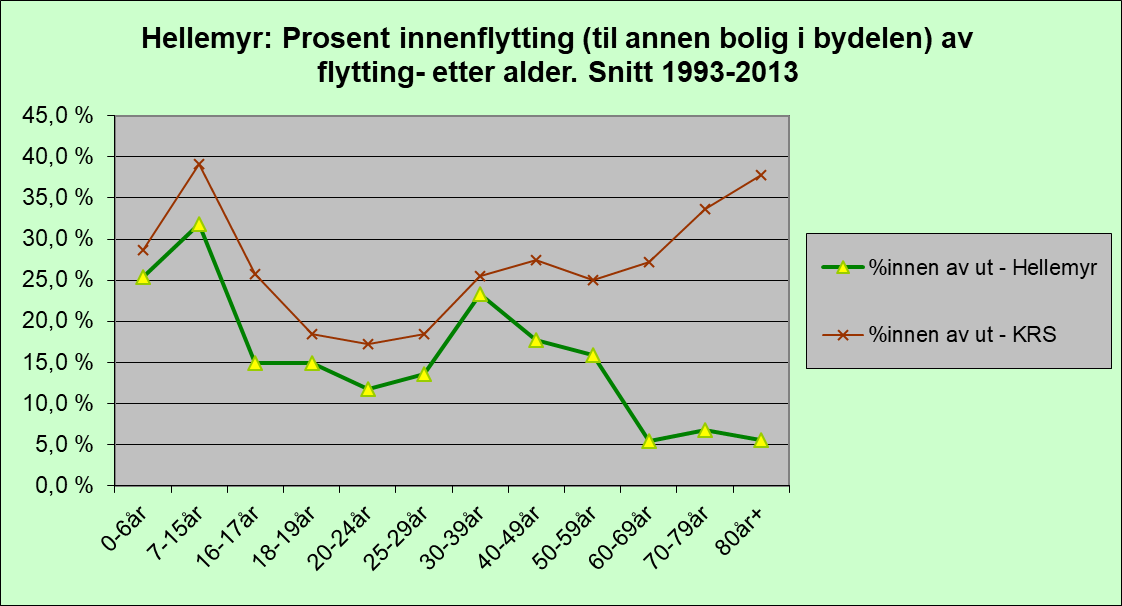 Hellemyr: Prosent innenflytting (til annen bolig i bydelen) av
flytting- etter alder. Snitt 1993-2013
45,0 %
40,0 %
35,0 %
30,0 %
25,0 %
20,0 %
15,0 %
10,0 %
5,0 %
0,0 %
0-6år
7-15år
16-17år
18-19år
20-24år
25-29år
30-39år
40-49år
50-59år
60-69år
70-79år
80år+
%innen av ut - Hellemyr
%innen av ut - KRS